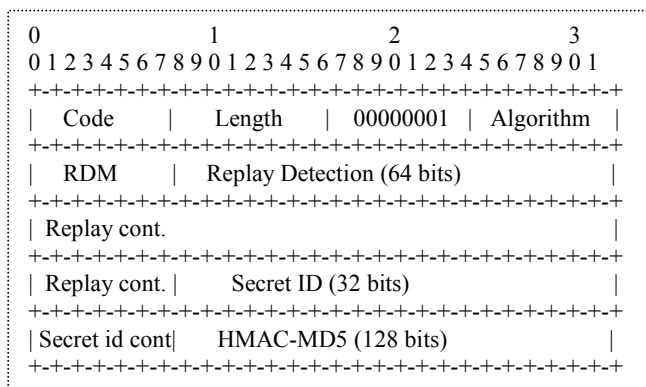 0 1 2 3
0 1 2 3 4 5 6 7 8 9 0 1 2 3 4 5 6 7 8 9 0 1 2 3 4 5 6 7 8 9 0 1
+-+-+-+-+-+-+-+-+-+-+-+-+-+-+-+-+-+-+-+-+-+-+-+-+-+-+-+-+-+-+-+-+
| Code | Length | 00000001 | Algorithm |
+-+-+-+-+-+-+-+-+-+-+-+-+-+-+-+-+-+-+-+-+-+-+-+-+-+-+-+-+-+-+-+-+
| RDM | Replay Detection (64 bits) |
+-+-+-+-+-+-+-+-+-+-+-+-+-+-+-+-+-+-+-+-+-+-+-+-+-+-+-+-+-+-+-+-+
| Replay cont. |
+-+-+-+-+-+-+-+-+-+-+-+-+-+-+-+-+-+-+-+-+-+-+-+-+-+-+-+-+-+-+-+-+
| Replay cont. | Secret ID (32 bits) |
+-+-+-+-+-+-+-+-+-+-+-+-+-+-+-+-+-+-+-+-+-+-+-+-+-+-+-+-+-+-+-+-+
| Secret id cont| HMAC-MD5 (128 bits) |
+-+-+-+-+-+-+-+-+-+-+-+-+-+-+-+-+-+-+-+-+-+-+-+-+-+-+-+-+-+-+-+-+